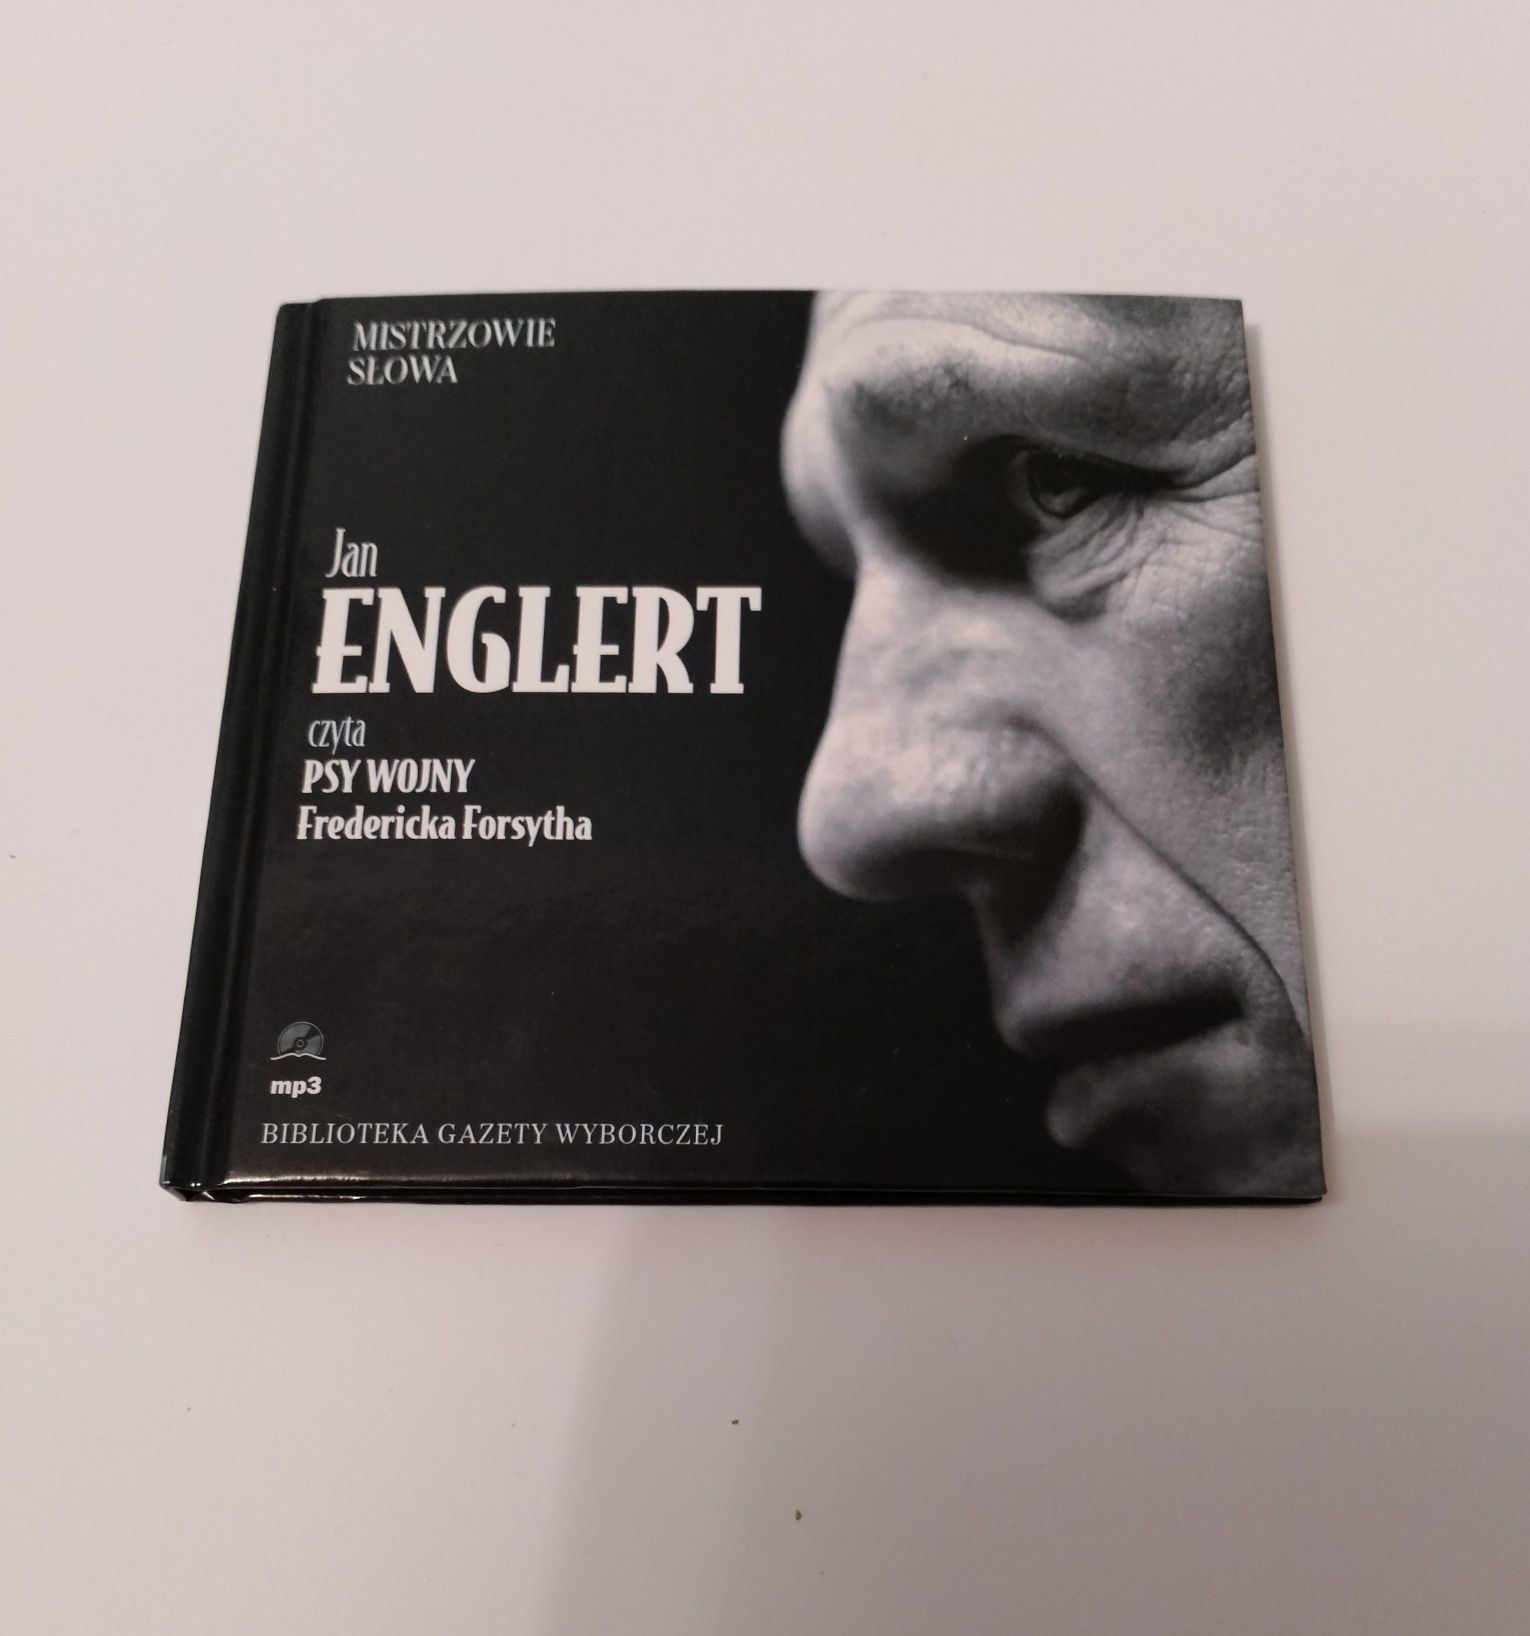 MISTRZOWIE
SŁOWA
Jan
ENGLERT
czyta
PSY WOJNY
Fredericka Forsytha
mp3
BIBLIOTEKA GAZETY WYBORCZEJ